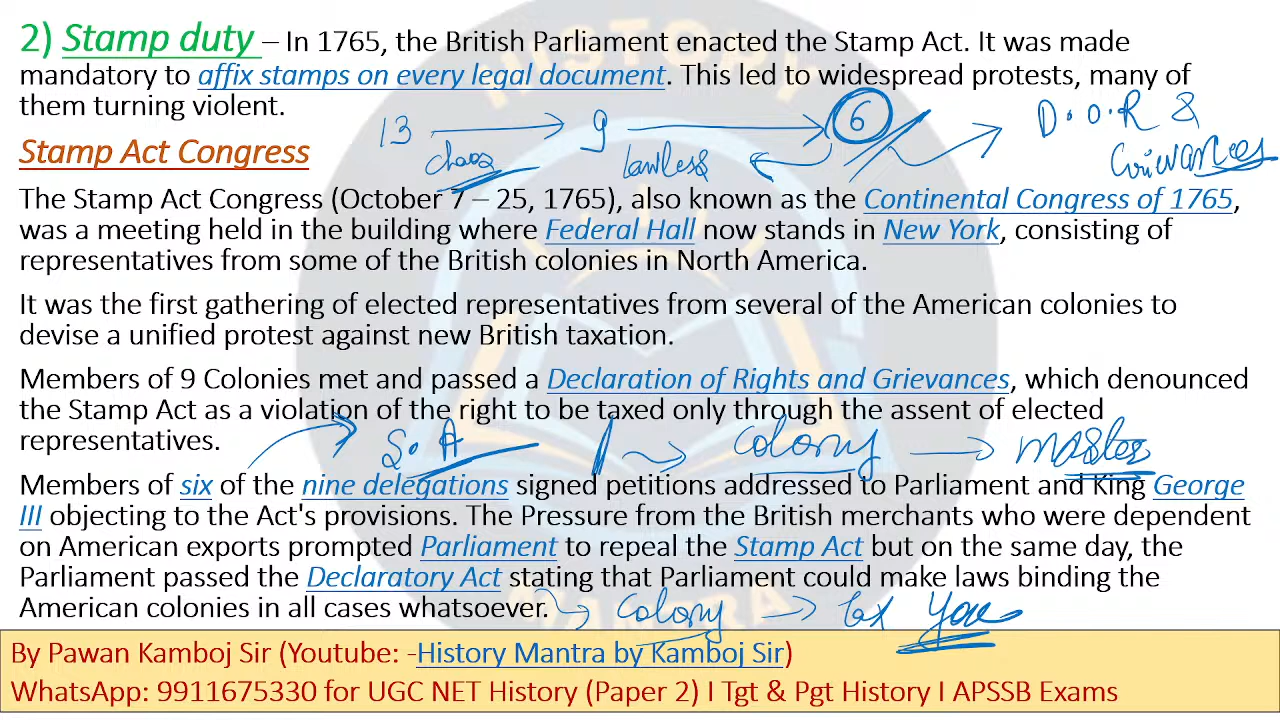 2) Stamp duty – In 1765, the British Parliament enacted the Stamp Act. It was made
mandatory to affix stamps on every legal document. This led to widespread protests, many of
them turning violent.
13 9 6 D.O.R &
Grievances
Stamp Act Congress
lawless
The Stamp Act Congress (October 7 – 25, 1765), also known as the Continental Congress of 1765,
was a meeting held in the building where Federal Hall now stands in New York, consisting of
representatives from some of the British colonies in North America.
It was the first gathering of elected representatives from several of the American colonies to
devise a unified protest against new British taxation.
Members of 9 Colonies met and passed a Declaration of Rights and Grievances, which denounced
the Stamp Act as a violation of the right to be taxed only through the assent of elected
representatives.
S.A colony master
Members of six of the nine delegations signed petitions addressed to Parliament and King George
III objecting to the Act's provisions. The Pressure from the British merchants who were dependent
on American exports prompted Parliament to repeal the Stamp Act but on the same day, the
Parliament passed the Declaratory Act stating that Parliament could make laws binding the
American colonies in all cases whatsoever.
colony tax you
By Pawan Kamboj Sir (Youtube: -History Mantra by Kamboj Sir)
WhatsApp: 9911675330 for UGC NET History (Paper 2) I Tgt & Pgt History I APSSB Exams